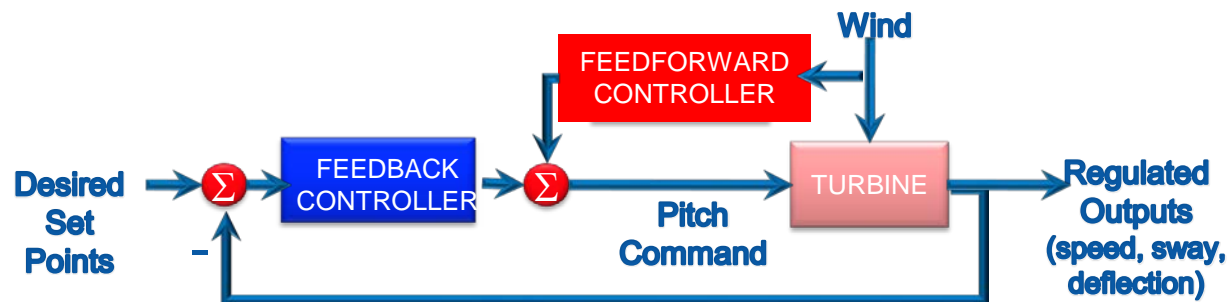 Wind
FEEDFORWARD
CONTROLLER
Desired
Set
Points
Σ
–
FEEDBACK
CONTROLLER
Σ
Pitch
Command
TURBINE
Regulated
Outputs
(speed, sway,
deflection)